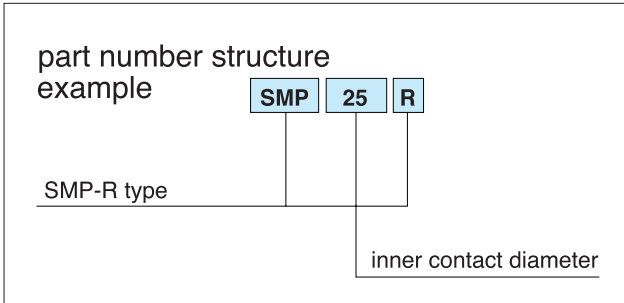 part number structure
example
SMP 25 R
SMP-R type
inner contact diameter